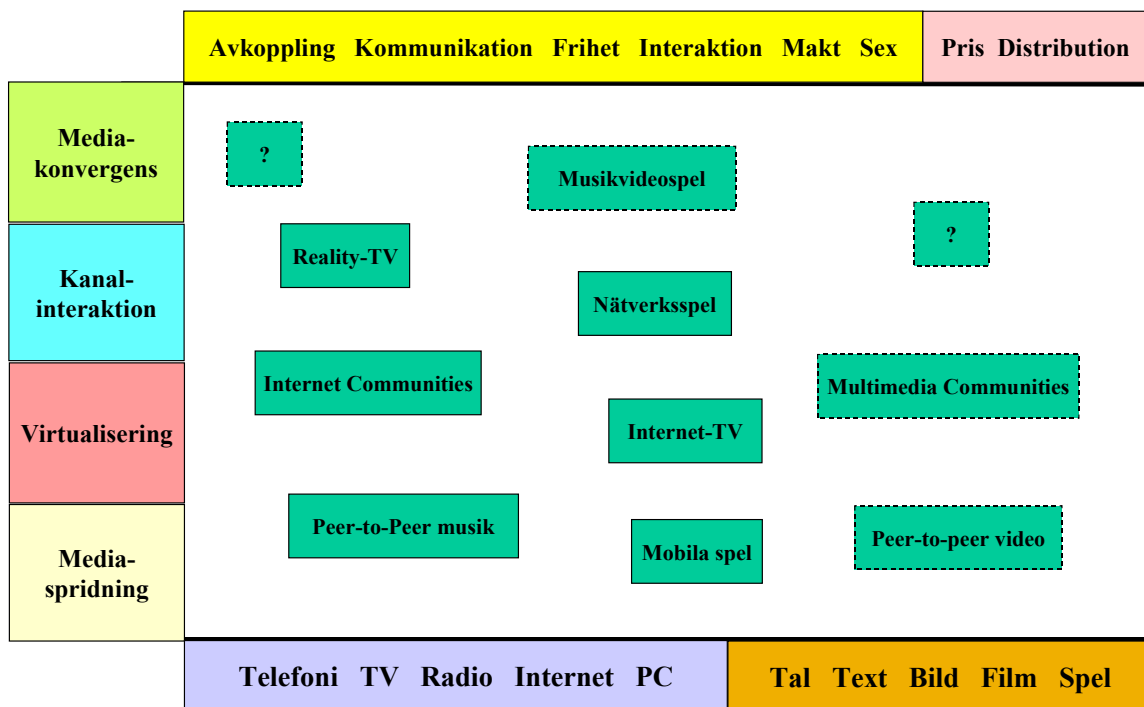 Avkoppling Kommunikation Frihet Interaktion Makt Sex
Pris Distribution
Media-
konvergens
?
Musikvideospel
?
Reality-TV
Kanal-
interaktion
Nätverksspel
Internet Communities
Multimedia Communities
Virtualisering
Internet-TV
Peer-to-Peer musik
Mobila spel
Peer-to-peer video
Media-
spridning
Telefoni TV Radio Internet PC
Tal Text Bild Film Spel